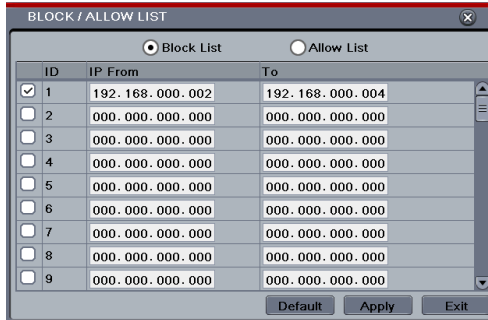 BLOCK / ALLOW LIST
Block List Allow List
ID IP From To
1 192.168.000.002 192.168.000.004
2 000.000.000.000 000.000.000.000
3 000.000.000.000 000.000.000.000
4 000.000.000.000 000.000.000.000
5 000.000.000.000 000.000.000.000
6 000.000.000.000 000.000.000.000
7 000.000.000.000 000.000.000.000
8 000.000.000.000 000.000.000.000
9 000.000.000.000 000.000.000.000
Default Apply Exit